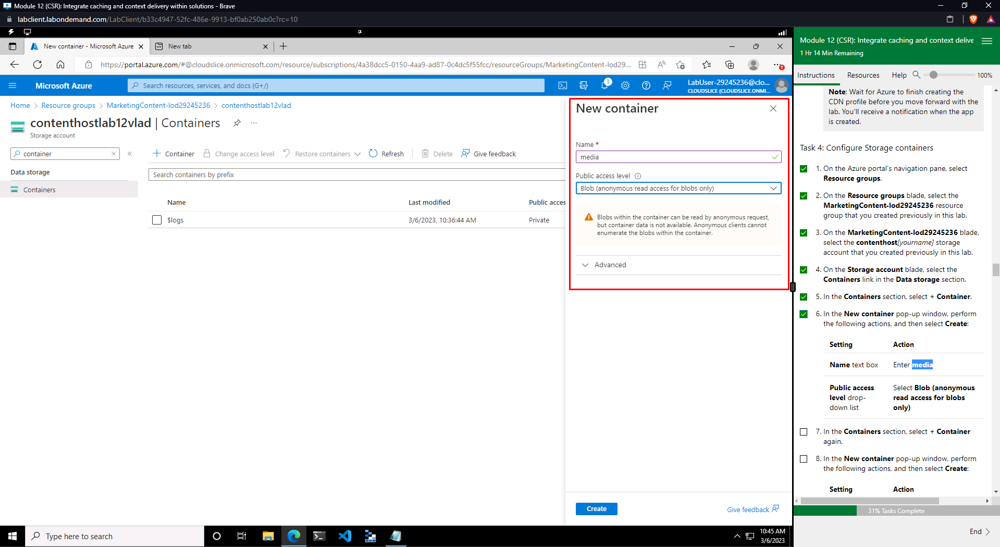 Module 12 (CSR): Integrate caching and context delivery within solutions - Brave
labclient.labondemand.com/LabClient/b33c4947-52fc-486e-9913-bf0ab250ab0c?rc=10
New container - Microsoft Azure
New tab
https://portal.azure.com/#@cloudslice.onmicrosoft.com/resource/subscriptions/4a38dcc5-0150-4aa9-ad87-0c4dc5f55fcc/resourceGroups/MarketingContent-lod29...
Microsoft Azure
Search resources, services, and docs (G+/)
3
LabUser-29245236@clo...
CLOUDSLICE (CLOUDSLICE.ONMI...
Home > Resource groups > MarketingContent-lod29245236 > contenthostlab12vlad
contenthostlab12vlad | Containers
Storage account
container
Data storage
Containers
Container
Change access level
Restore containers
Refresh
Delete
Give feedback
Search containers by prefix
Name
Last modified
Public acces
$logs
3/6/2023, 10:36:44 AM
Private
New container
Name *
media
Public access level
Blob (anonymous read access for blobs only)
Blobs within the container can be read by anonymous request,
but container data is not available. Anonymous clients cannot
enumerate the blobs within the container.
Advanced
Create
Give feedback
Module 12 (CSR): Integrate caching and context delive
1 Hr 14 Min Remaining
Instructions
Resources
Help
100%
Note: Wait for Azure to finish creating the
CDN profile before you move forward with the
lab. You'll receive a notification when the app
is created.
Task 4: Configure Storage containers
1. On the Azure portal's navigation pane, select
Resource groups.
2. On the Resource groups blade, select the
MarketingContent-lod29245236 resource
group that you created previously in this lab.
3. On the MarketingContent-lod29245236 blade,
select the contenthost[yourname] storage
account that you created previously in this lab.
4. On the Storage account blade, select the
Containers link in the Data storage section.
5. In the Containers section, select + Container.
6. In the New container pop-up window, perform
the following actions, and then select Create:
Setting
Action
Name text box
Enter media
Public access
level drop-
down list
Select Blob (anonymous
read access for blobs
only)
7. In the Containers section, select + Container
again.
8. In the New container pop-up window, perform
the following actions, and then select Create:
Setting
Action
31% Tasks Complete
End
Type here to search
10:45 AM
3/6/2023